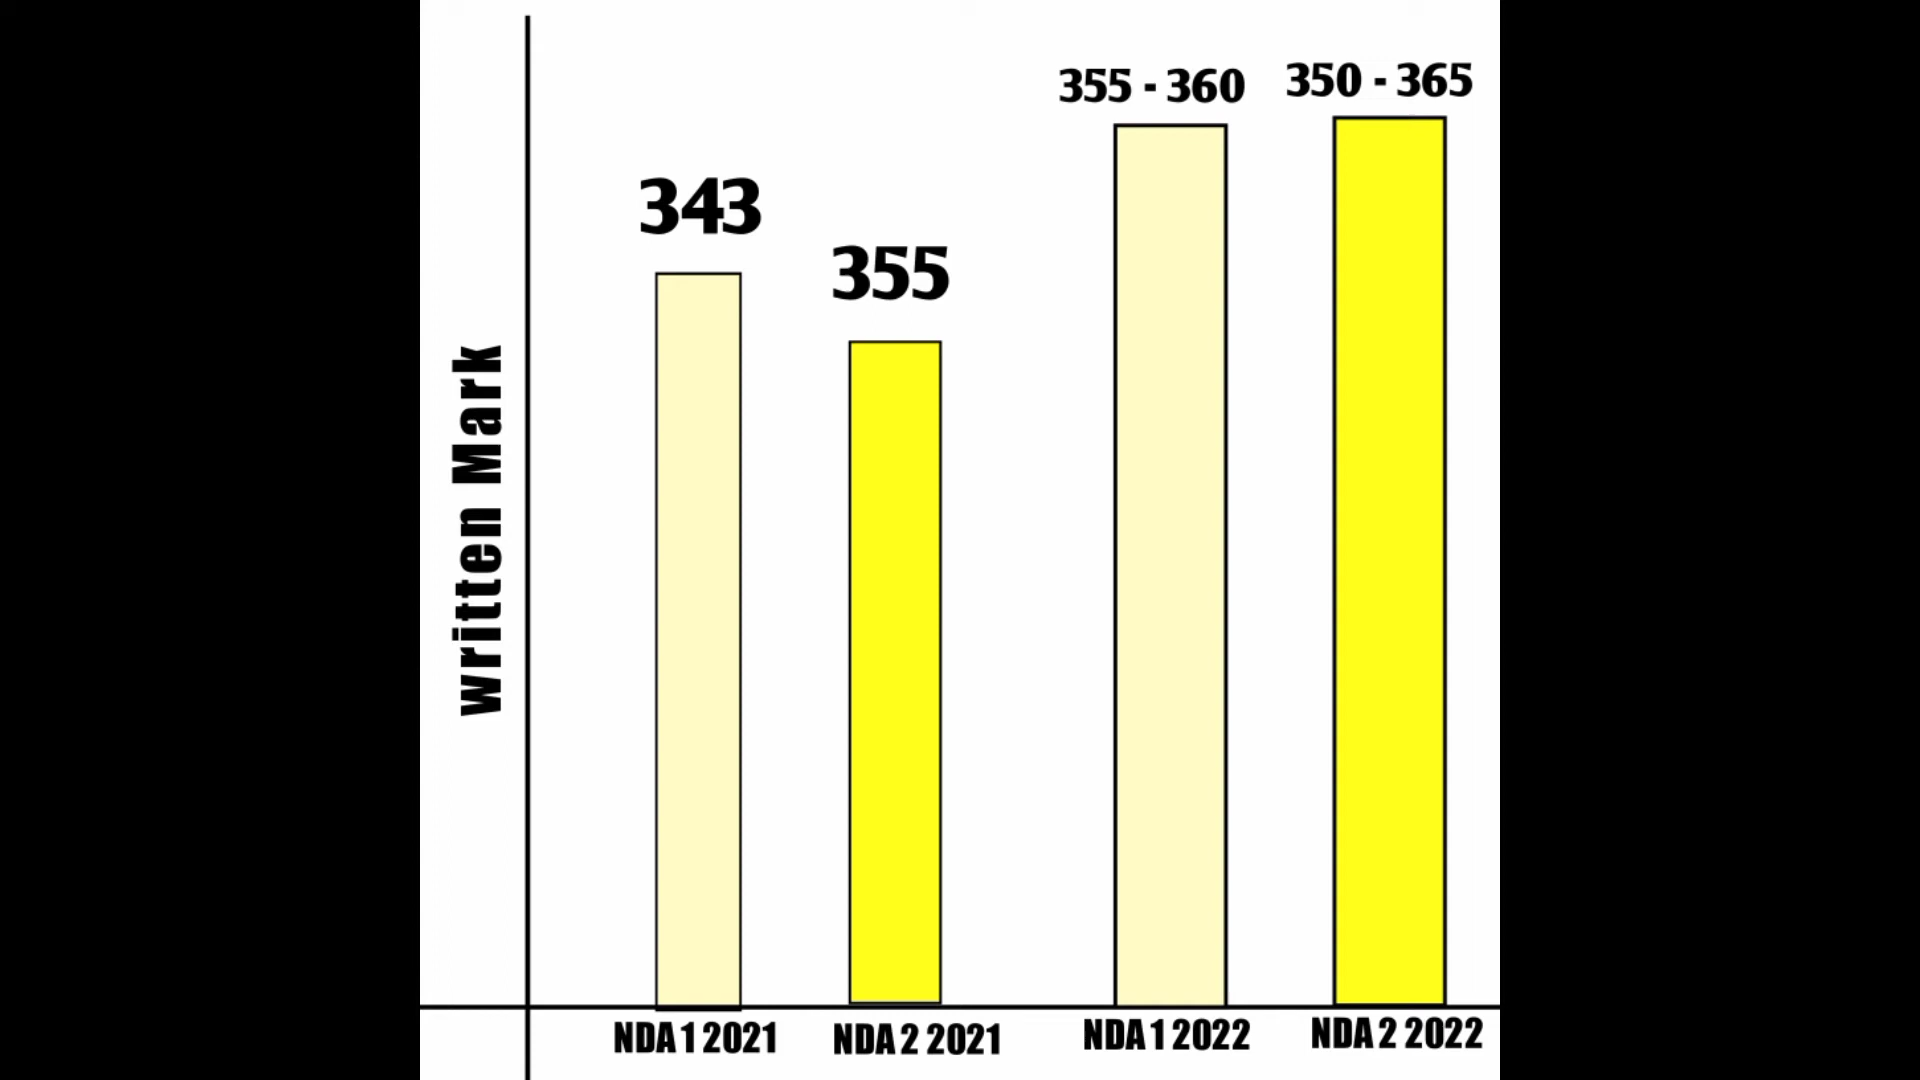 355 - 360
350 - 365
343
355
written Mark
NDA 1 2021
NDA 2 2021
NDA 1 2022
NDA 2 2022